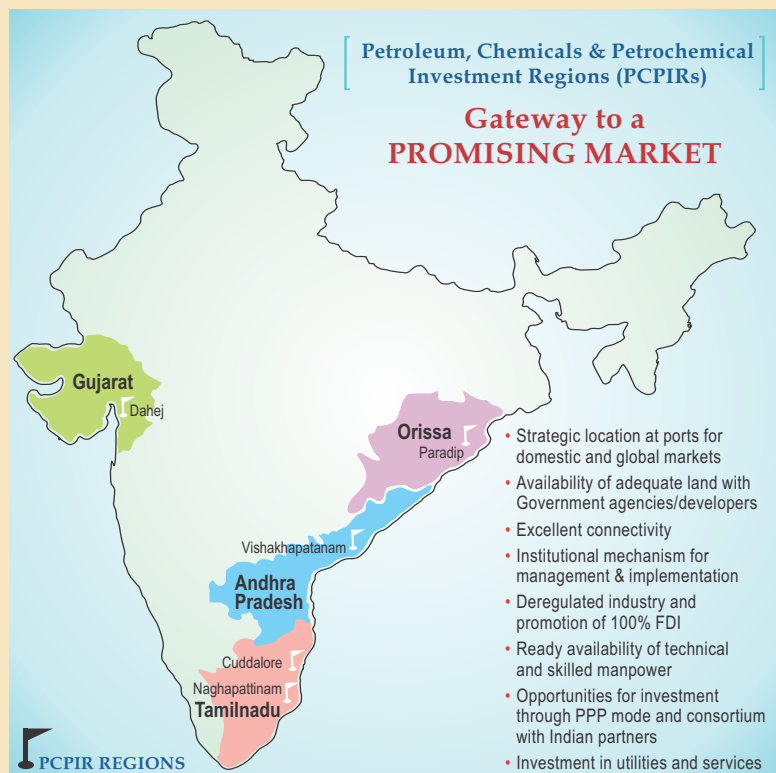 Petroleum, Chemicals & Petrochemical
Investment Regions (PCPIRs)
Gateway to a
PROMISING MARKET
Gujarat
Dahej
Orissa
Paradip
Vishakhapatanam
Andhra
Pradesh
Cuddalore
Naghapattinam
Tamilnadu
• Strategic location at ports for
domestic and global markets
• Availability of adequate land with
Government agencies/developers
• Excellent connectivity
• Institutional mechanism for
management & implementation
• Deregulated industry and
promotion of 100% FDI
• Ready availability of technical
and skilled manpower
• Opportunities for investment
through PPP mode and consortium
with Indian partners
• Investment in utilities and services
PCPIR REGIONS